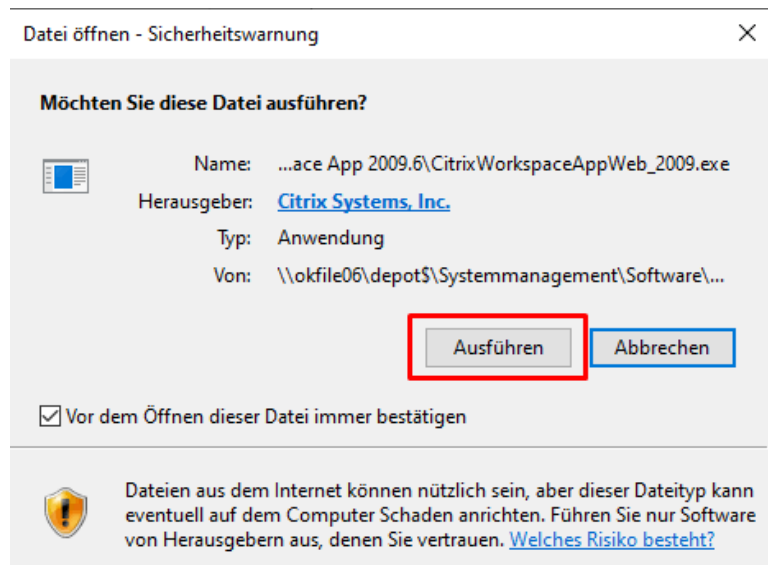 Datei öffnen - Sicherheitswarnung
Möchten Sie diese Datei ausführen?
Name: ...ace App 2009.6\CitrixWorkspaceAppWeb_2009.exe
Herausgeber: Citrix Systems, Inc.
Typ: Anwendung
Von: \\okfile06\depot$\Systemmanagement\Software\...
Ausführen Abbrechen
Vor dem Öffnen dieser Datei immer bestätigen
Dateien aus dem Internet können nützlich sein, aber dieser Dateityp kann
eventuell auf dem Computer Schaden anrichten. Führen Sie nur Software
von Herausgebern aus, denen Sie vertrauen. Welches Risiko besteht?